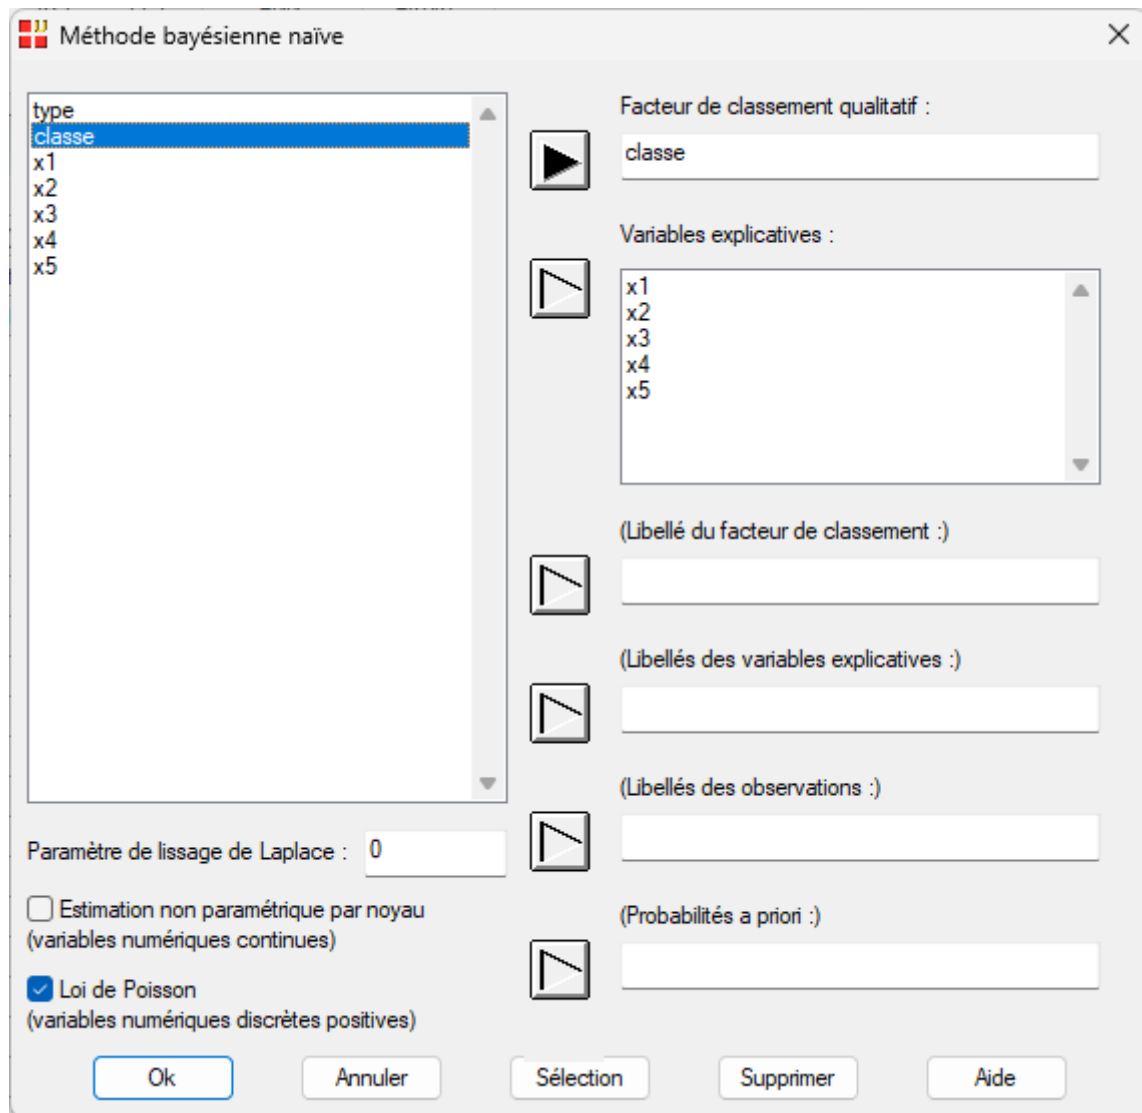 Méthode bayésienne naïve
type
classe
x1
x2
x3
x4
x5
Facteur de classement qualitatif :
classe
Variables explicatives :
x1
x2
x3
x4
x5
(Libellé du facteur de classement :)
(Libellés des variables explicatives :)
(Libellés des observations :)
(Probabilités a priori :)
Paramètre de lissage de Laplace : 0
Estimation non paramétrique par noyau
(variables numériques continues)
Loi de Poisson
(variables numériques discrètes positives)
Ok Annuler Sélection Supprimer Aide